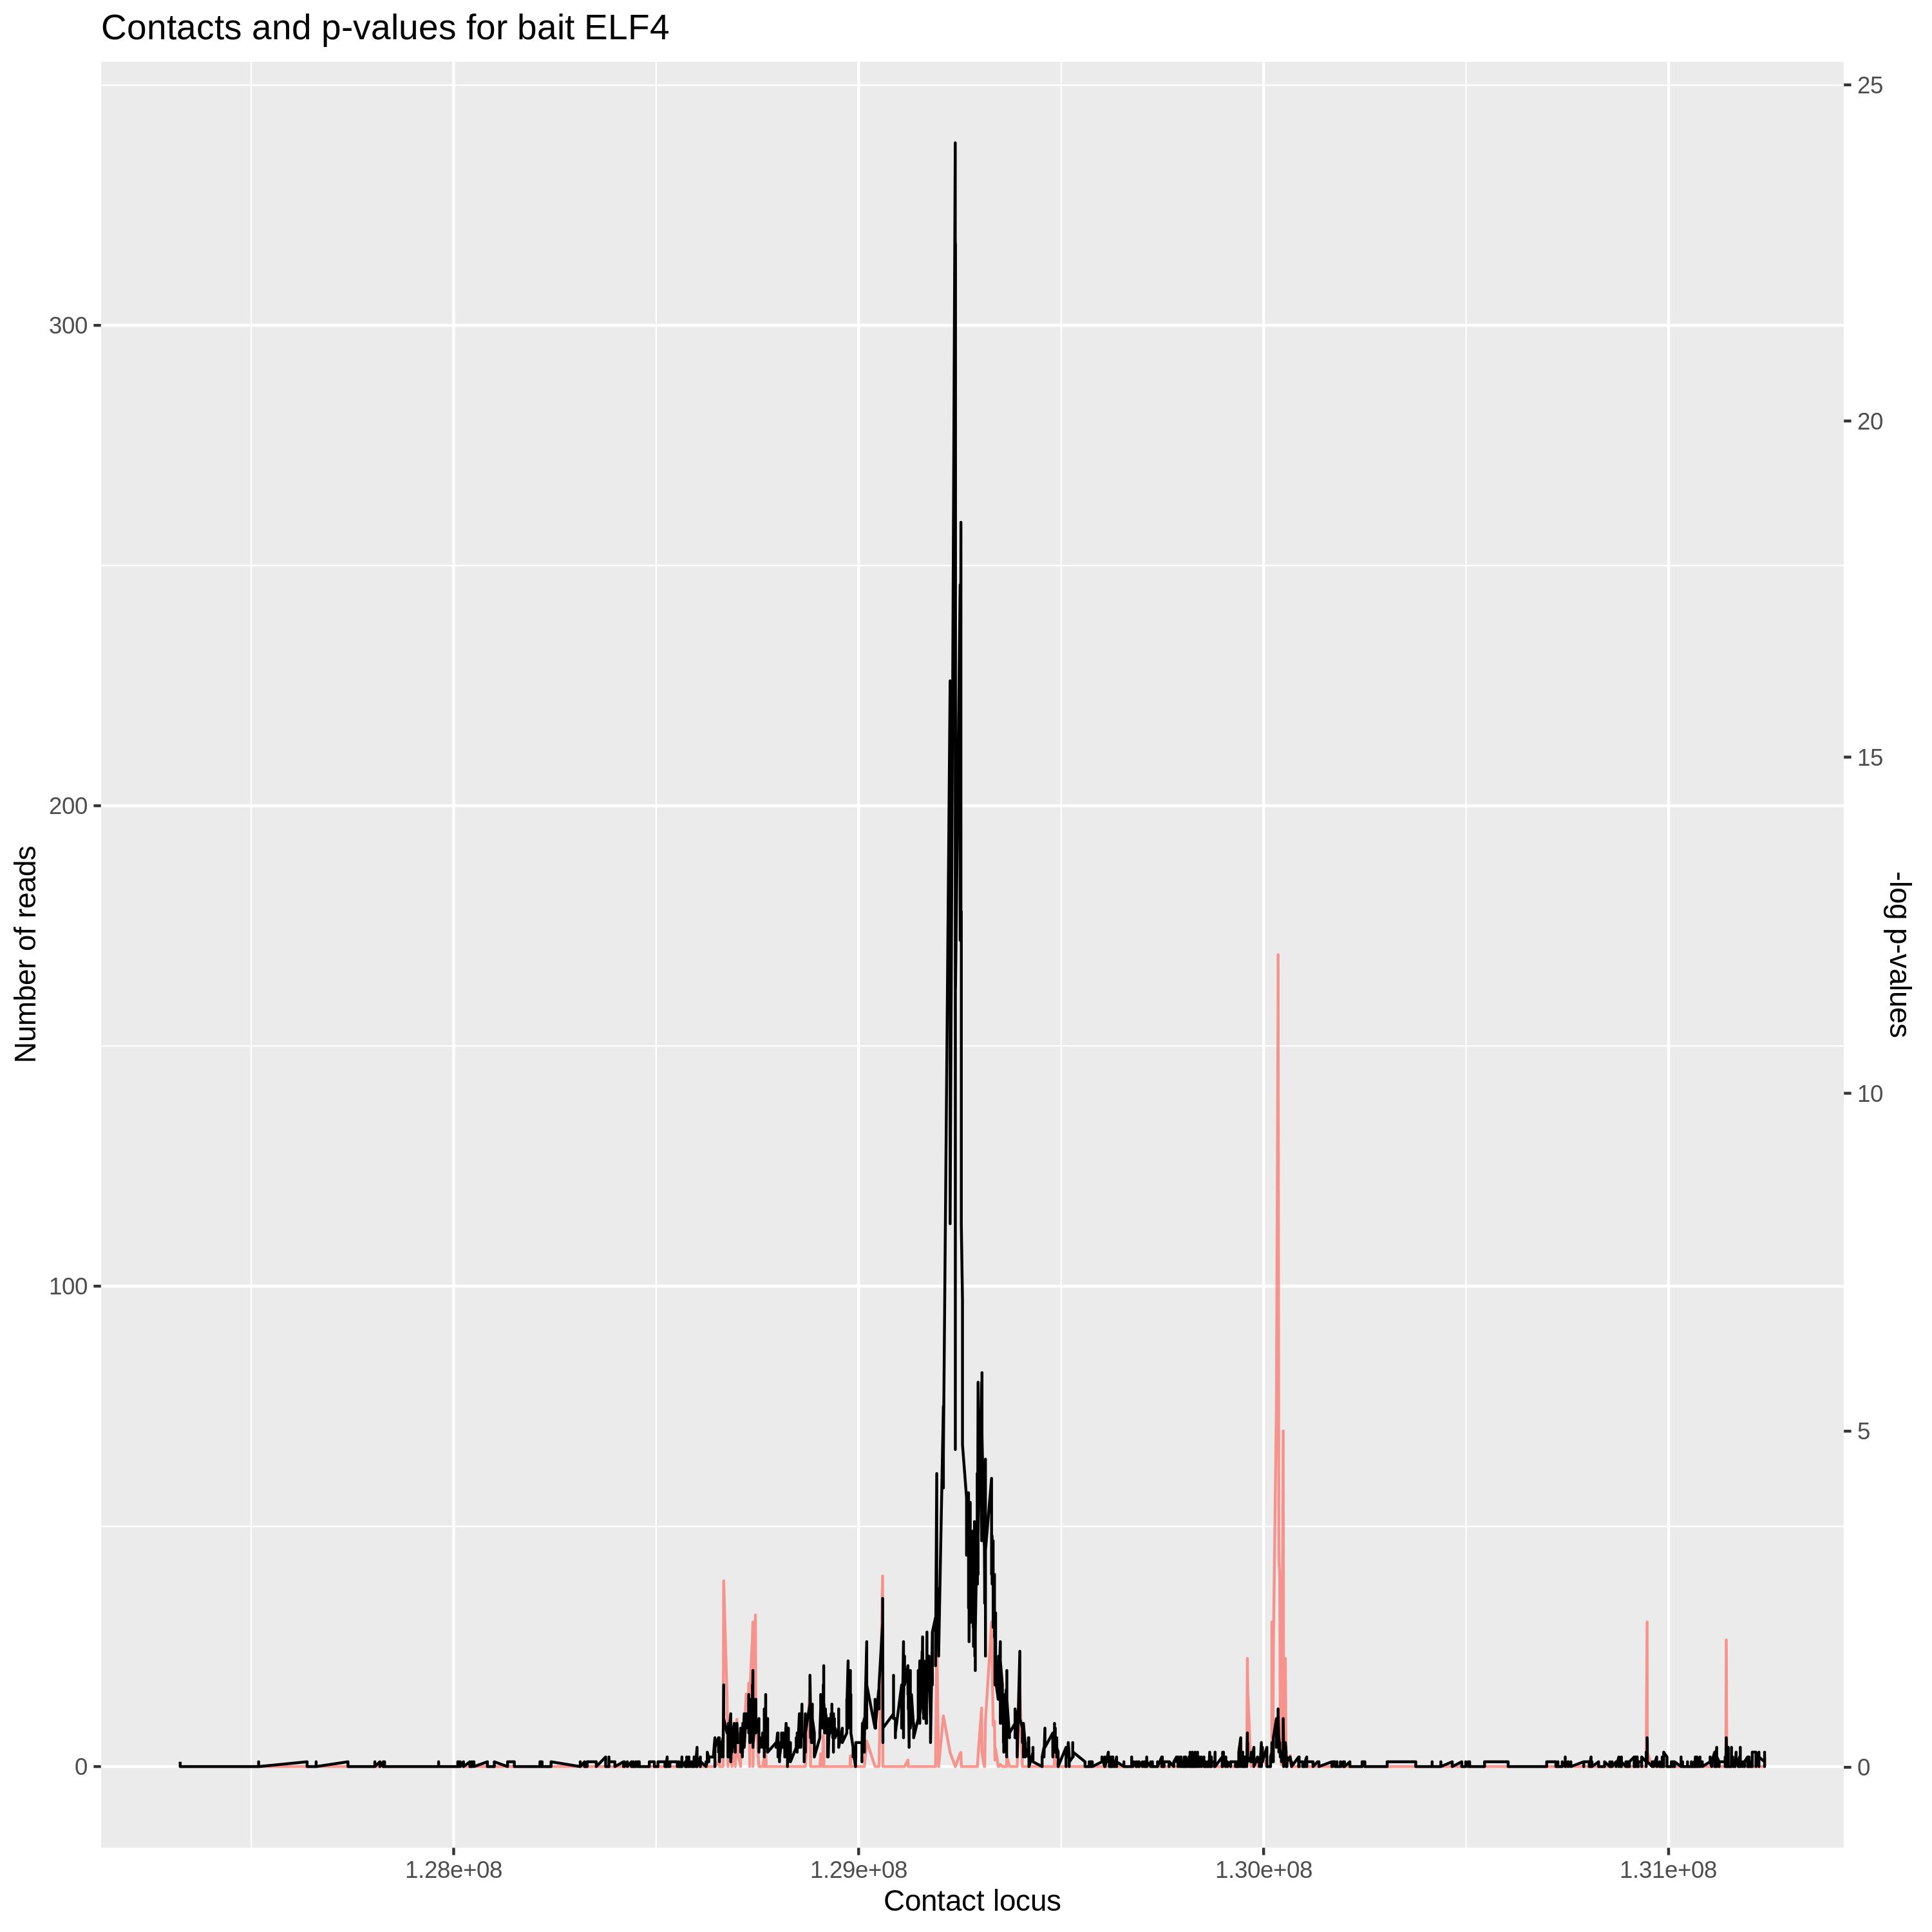 Contacts and p-values for bait ELF4
Number of reads
300
200
100
0
25
20
15
10
5
0
-log p-values
1.28e+08
1.29e+08
1.30e+08
1.31e+08
Contact locus